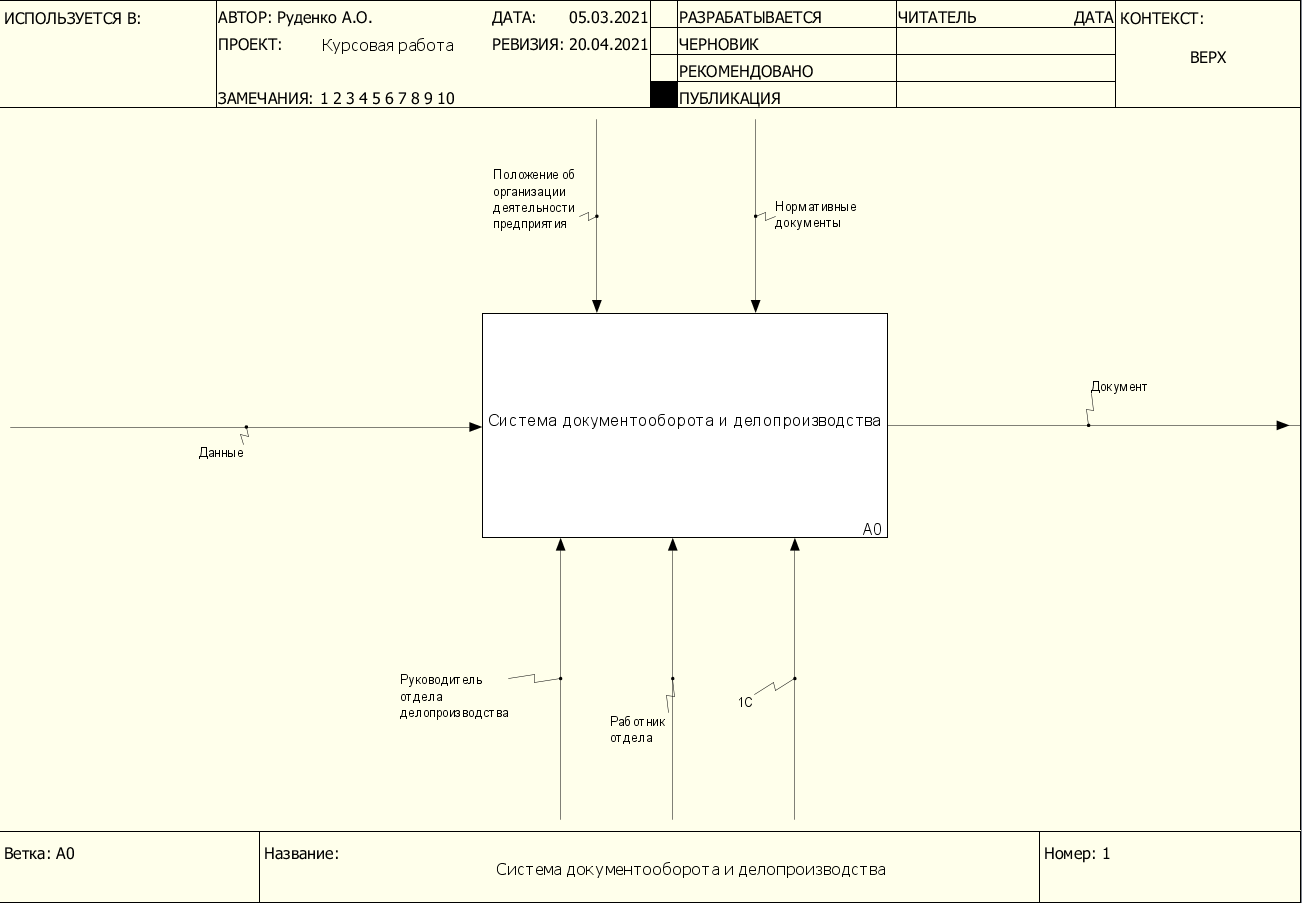 ИСПОЛЬЗУЕТСЯ В:
АВТОР: Руденко А.О.
ДАТА: 05.03.2021
ПРОЕКТ: Курсовая работа
РЕВИЗИЯ: 20.04.2021
ЗАМЕЧАНИЯ: 1 2 3 4 5 6 7 8 9 10
РАЗРАБАТЫВАЕТСЯ
ЧЕРНОВИК
РЕКОМЕНДОВАНО
ПУБЛИКАЦИЯ
ЧИТАТЕЛЬ
ДАТА
КОНТЕКСТ:
ВЕРХ
Положение об
организации
деятельности
предприятия
Нормативные
документы
Документ
Система документооборота и делопроизводства
Данные
A0
Руководитель
отдела
делопроизводства
Работник
отдела
1С
Ветка: A0
Название:
Система документооборота и делопроизводства
Номер: 1